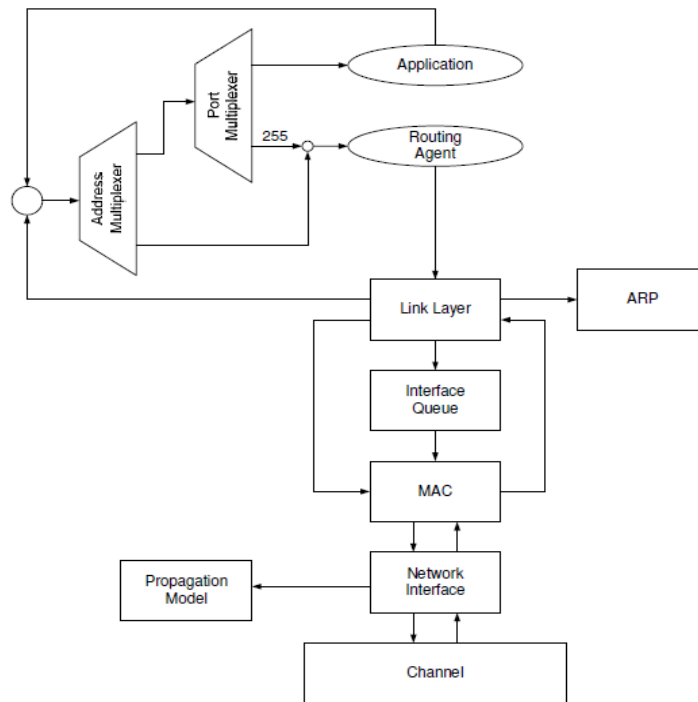 Application
Port
Multiplexer
255
Routing
Agent
Address
Multiplexer
Link Layer
ARP
Interface
Queue
MAC
Propagation
Model
Network
Interface
Channel